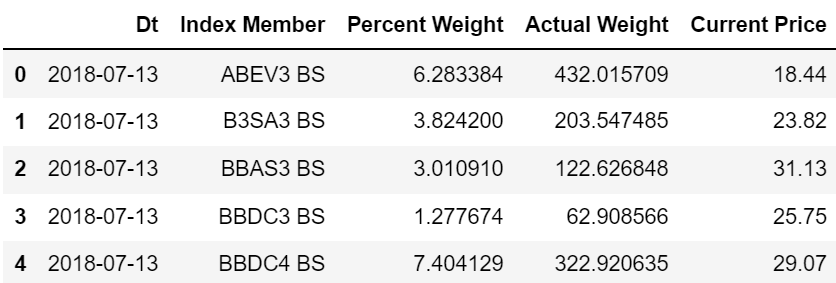 Dt Index Member Percent Weight Actual Weight Current Price
0 2018-07-13 ABEV3 BS 6.283384 432.015709 18.44
1 2018-07-13 B3SA3 BS 3.824200 203.547485 23.82
2 2018-07-13 BBAS3 BS 3.010910 122.626848 31.13
3 2018-07-13 BBDC3 BS 1.277674 62.908566 25.75
4 2018-07-13 BBDC4 BS 7.404129 322.920635 29.07